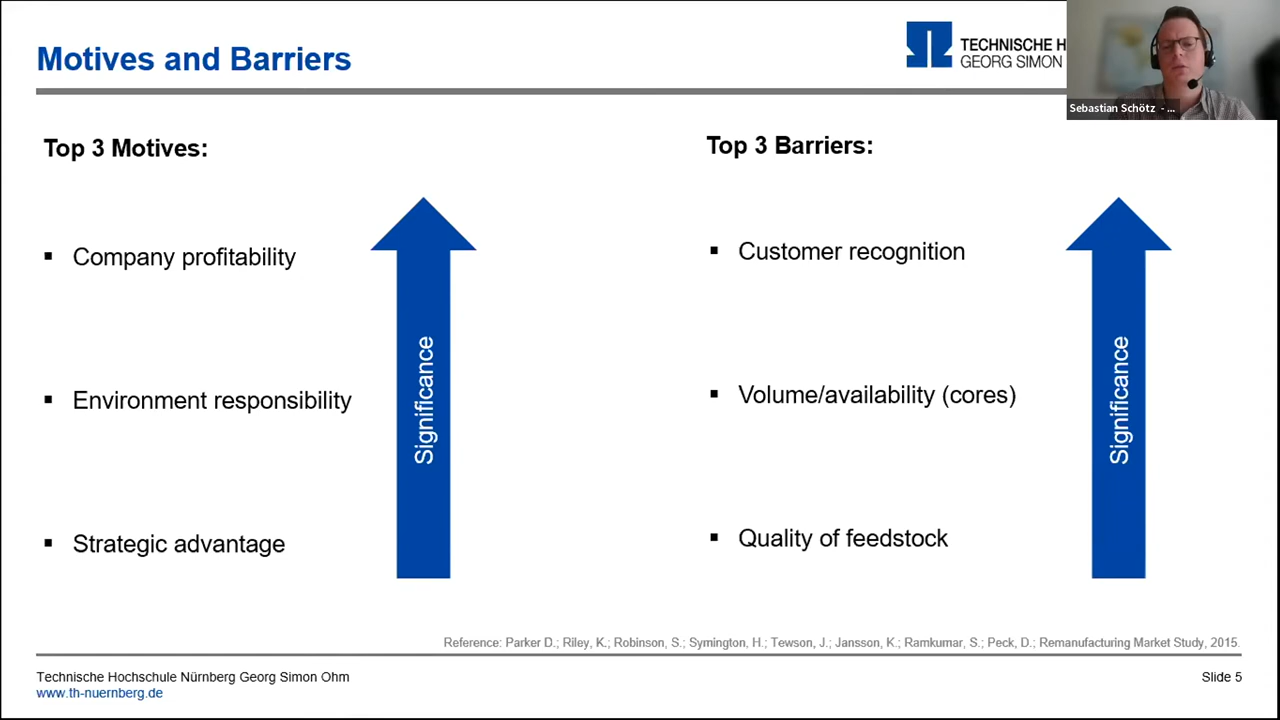 Motives and Barriers
TECHNISCHE H
GEORG SIMON
Sebastian Schötz - ...
Top 3 Motives:
Company profitability
Environment responsibility
Strategic advantage
Significance
Top 3 Barriers:
Customer recognition
Volume/availability (cores)
Quality of feedstock
Significance
Reference: Parker D.; Riley, K.; Robinson, S.; Symington, H.; Tewson, J.; Jansson, K.; Ramkumar, S.; Peck, D.; Remanufacturing Market Study, 2015.
Technische Hochschule Nürnberg Georg Simon Ohm
www.th-nuernberg.de
Slide 5